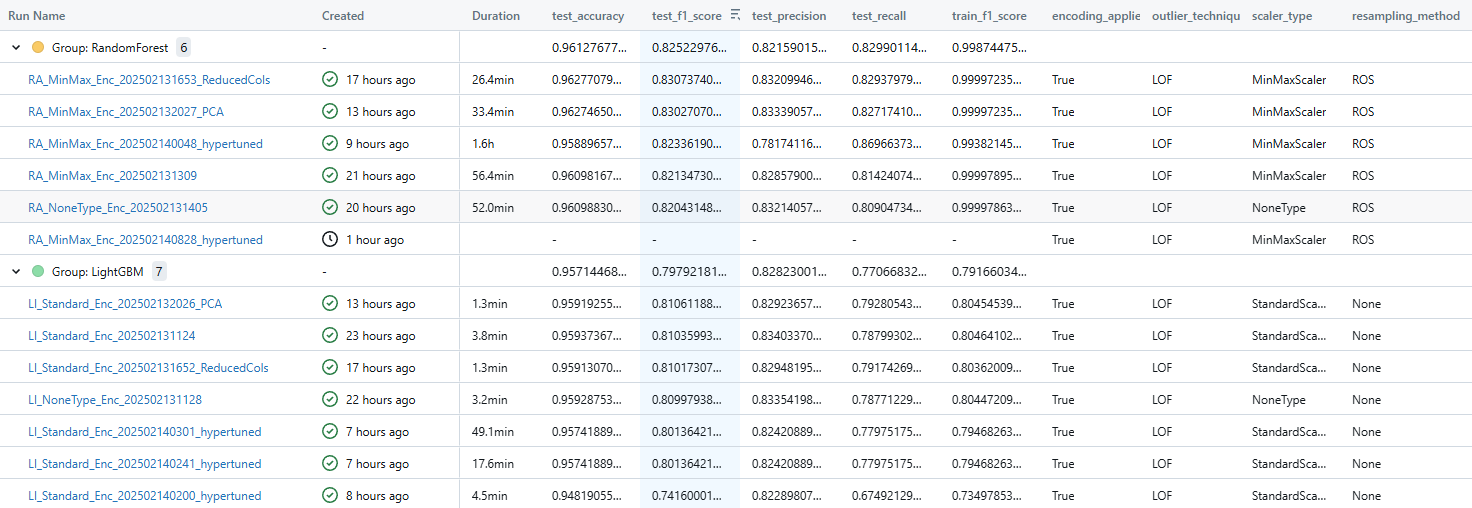 Run Name Created Duration test_accuracy test_f1_score test_precision test_recall train_f1_score encoding_applie outlier_technique scaler_type resampling_method
Group: RandomForest 6 - 0.96127677... 0.82522976... 0.82159015... 0.82990114... 0.99874475...
RA_MinMax_Enc_202502131653_ReducedCols 17 hours ago 26.4min 0.96277079... 0.83073740... 0.83209946... 0.82937979... 0.99997235... True LOF MinMaxScaler ROS
RA_MinMax_Enc_202502132027_PCA 13 hours ago 33.4min 0.96274650... 0.83027070... 0.83339057... 0.82717410... 0.99997235... True LOF MinMaxScaler ROS
RA_MinMax_Enc_202502140048_hypertuned 9 hours ago 1.6h 0.95889657... 0.82336190... 0.78174116... 0.86966373... 0.99382145... True LOF MinMaxScaler ROS
RA_MinMax_Enc_202502131309 21 hours ago 56.4min 0.96098167... 0.82134730... 0.82857900... 0.81424074... 0.99997895... True LOF MinMaxScaler ROS
RA_NoneType_Enc_202502131405 20 hours ago 52.0min 0.96098830... 0.82043148... 0.83214057... 0.80904734... 0.99997863... True LOF NoneType ROS
RA_MinMax_Enc_202502140828_hypertuned 1 hour ago - - - - - True LOF MinMaxScaler ROS
Group: LightGBM 7 - 0.95714468... 0.79792181... 0.82823001... 0.77066832... 0.79166034...
LI_Standard_Enc_202502132026_PCA 13 hours ago 1.3min 0.95919255... 0.81061188... 0.82923657... 0.79280543... 0.80454539... True LOF StandardSca... None
LI_Standard_Enc_202502131124 23 hours ago 3.8min 0.95937367... 0.81035993... 0.83403370... 0.78799302... 0.80464102... True LOF StandardSca... None
LI_Standard_Enc_202502131652_ReducedCols 17 hours ago 1.3min 0.95913070... 0.81017307... 0.82948195... 0.79174269... 0.80362009... True LOF StandardSca... None
LI_NoneType_Enc_202502131128 22 hours ago 3.2min 0.95928753... 0.80997938... 0.83354198... 0.78771229... 0.80447209... True LOF NoneType None
LI_Standard_Enc_202502140301_hypertuned 7 hours ago 49.1min 0.95741889... 0.80136421... 0.82420889... 0.77975175... 0.79468263... True LOF StandardSca... None
LI_Standard_Enc_202502140241_hypertuned 7 hours ago 17.6min 0.95741889... 0.80136421... 0.82420889... 0.77975175... 0.79468263... True LOF StandardSca... None
LI_Standard_Enc_202502140200_hypertuned 8 hours ago 4.5min 0.94819055... 0.74160001... 0.82289807... 0.67492129... 0.73497853... True LOF StandardSca... None